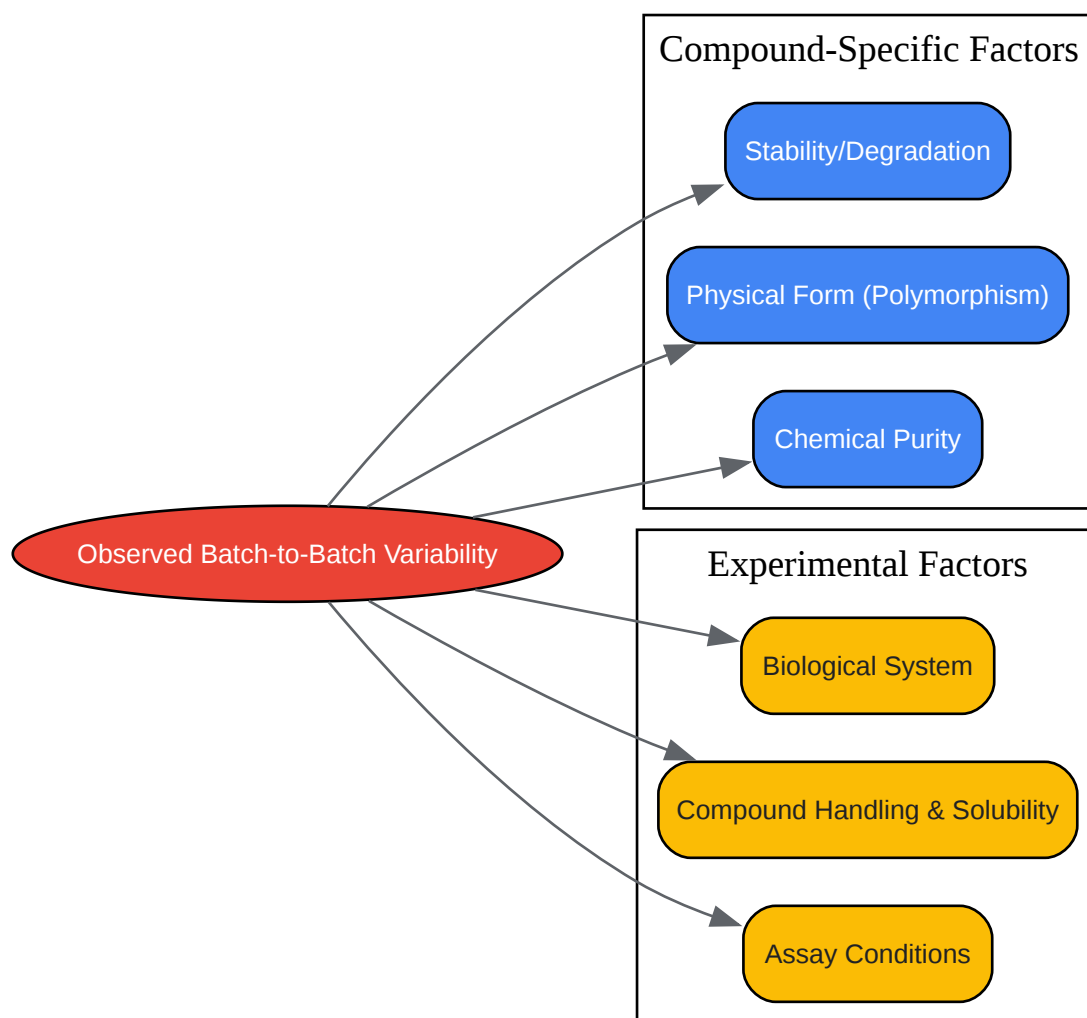 Compound-Specific Factors
Stability/Degradation
Physical Form (Polymorphism)
Chemical Purity
Observed Batch-to-Batch Variability
Experimental Factors
Biological System
Compound Handling & Solubility
Assay Conditions